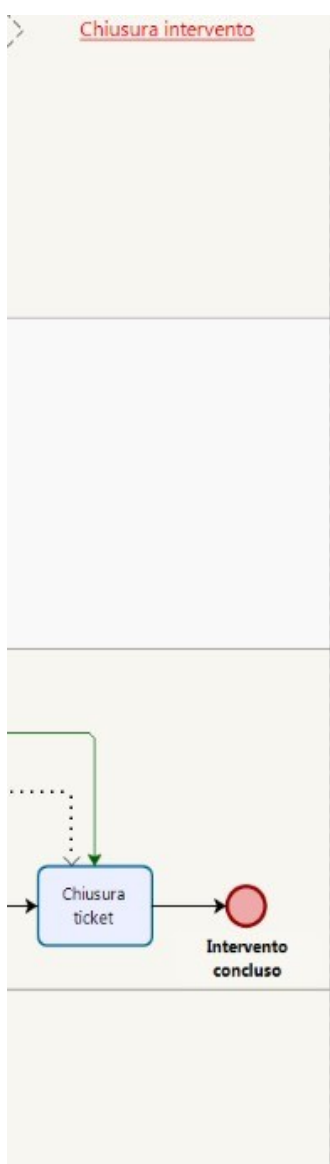 Chiusura intervento
Chiusura
ticket
Intervento
concluso